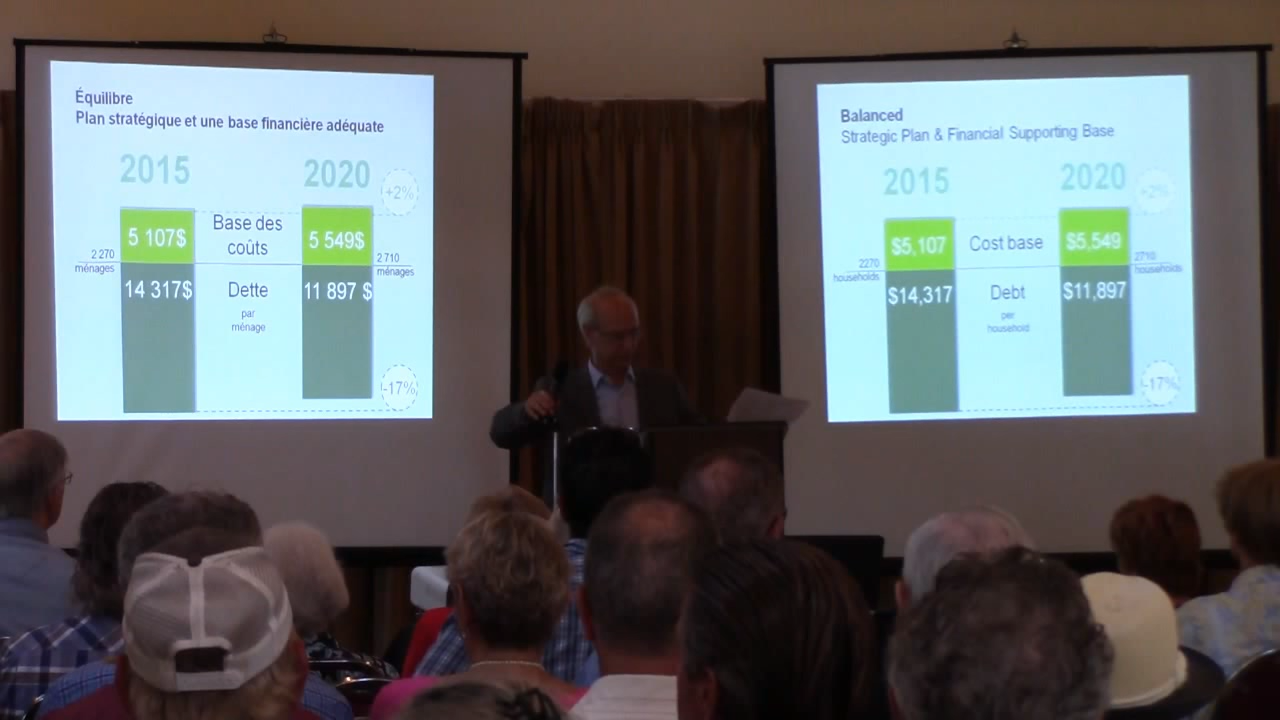 Équilibre
Plan stratégique et une base financière adéquate
2015
2020
+2%
5 107$
Base des
coûts
5 549$
2 270
ménages
2 710
ménages
14 317$
Dette
11 897 $
par
ménage
-17%
Balanced
Strategic Plan & Financial Supporting Base
2015
2020
+2%
$5,107
Cost base
$5,549
2270
households
2710
households
$14,317
Debt
$11,897
per
household
-17%